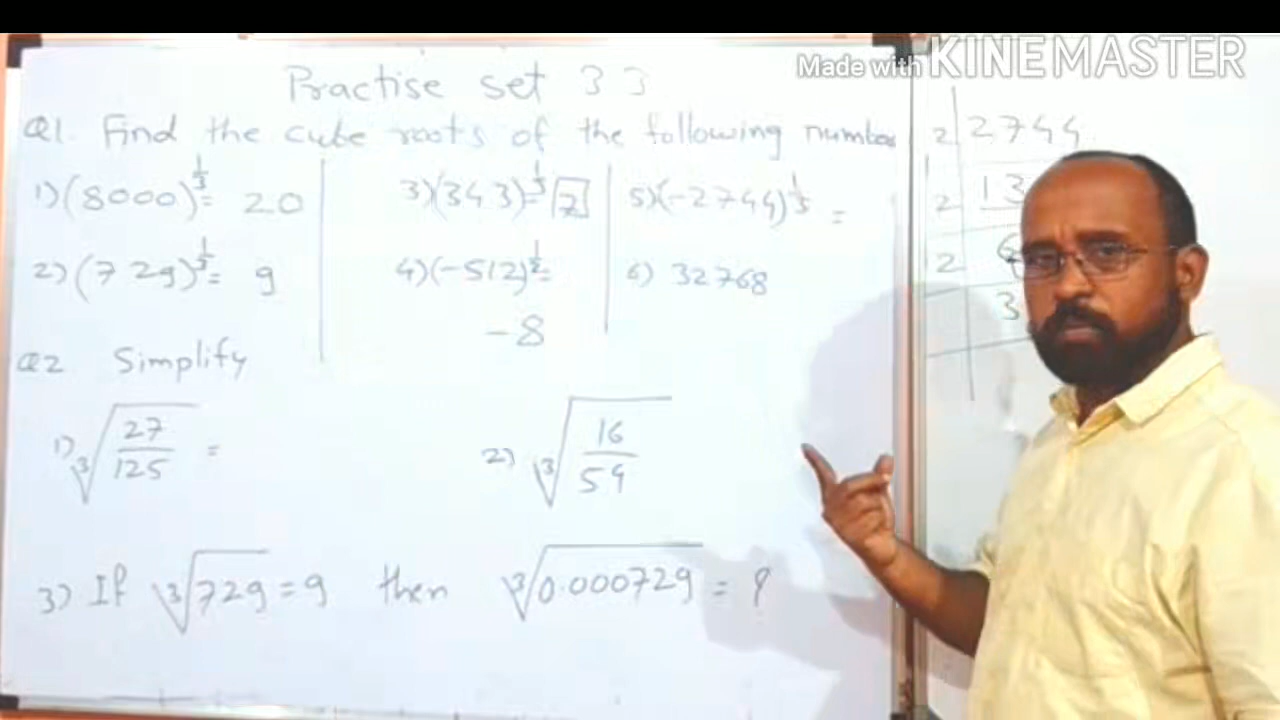 Made with KINEMASTER
Practise set 3 3
Q1. Find the cube roots of the following number
1) (8000)^1/3 = 20
2) (729)^1/3 = 9
3) (343)^1/3 = 7
4) (-512)^1/2 =
-8
5) (-2744)^1/3 =
6) 32768
Q2 Simplify
1) ∛27/125 =
2) ∛16/54
3) If ∛729 = 9 then ∛0.000729 = ?
2 2744
2 13
2 6
3